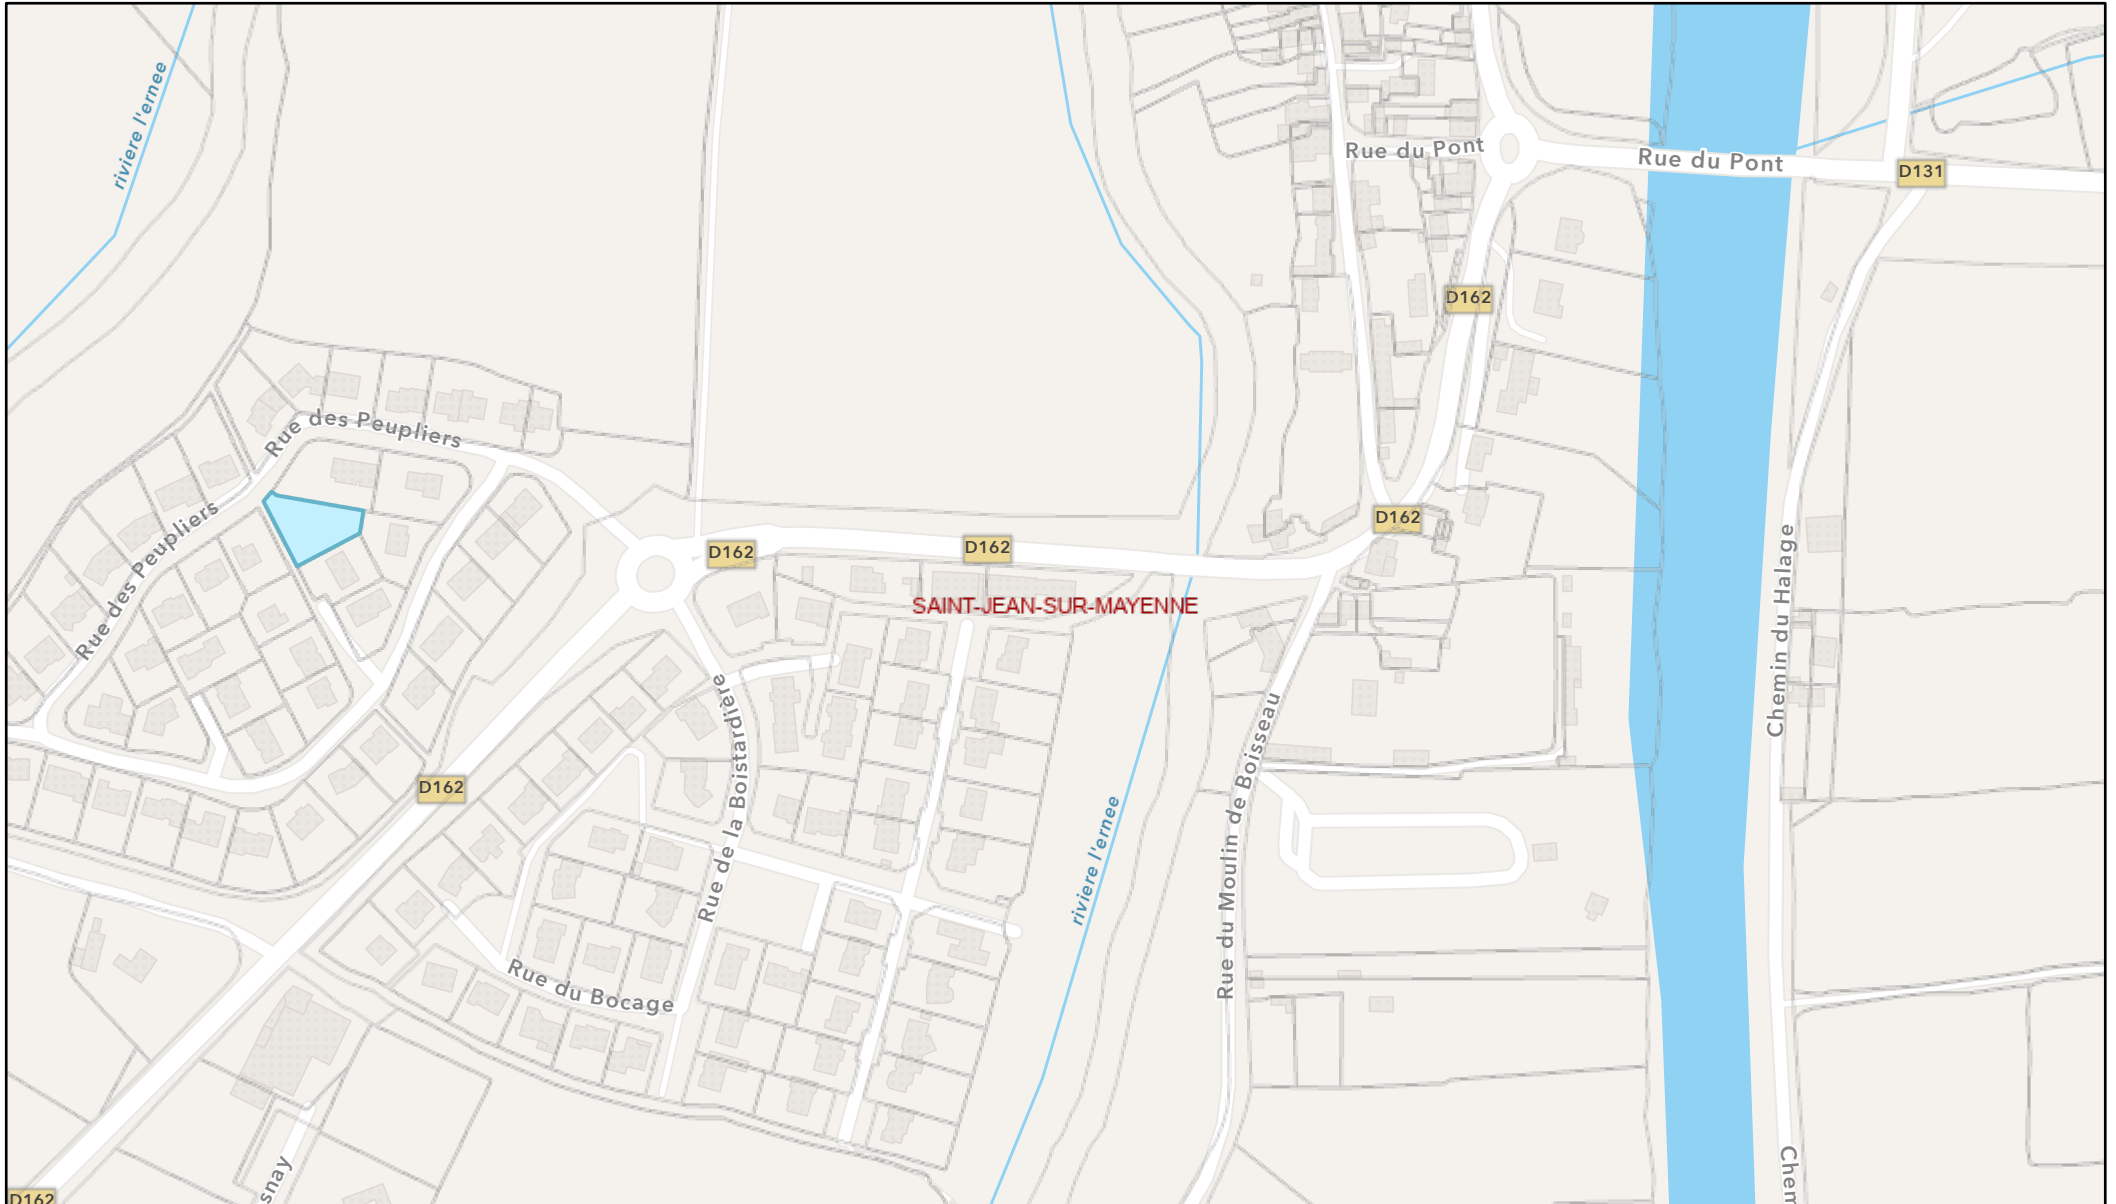 riviere l'ernee
Rue du Pont
Rue du Pont
D131
D162
Rue des Peupliers
Rue des Peupliers
D162
D162
D162
SAINT-JEAN-SUR-MAYENNE
Chemin du Halage
Rue de la Boistardière
Rue du Moulin de Boisseau
D162
riviere l'ernee
Rue du Bocage
snay
Chem
D162